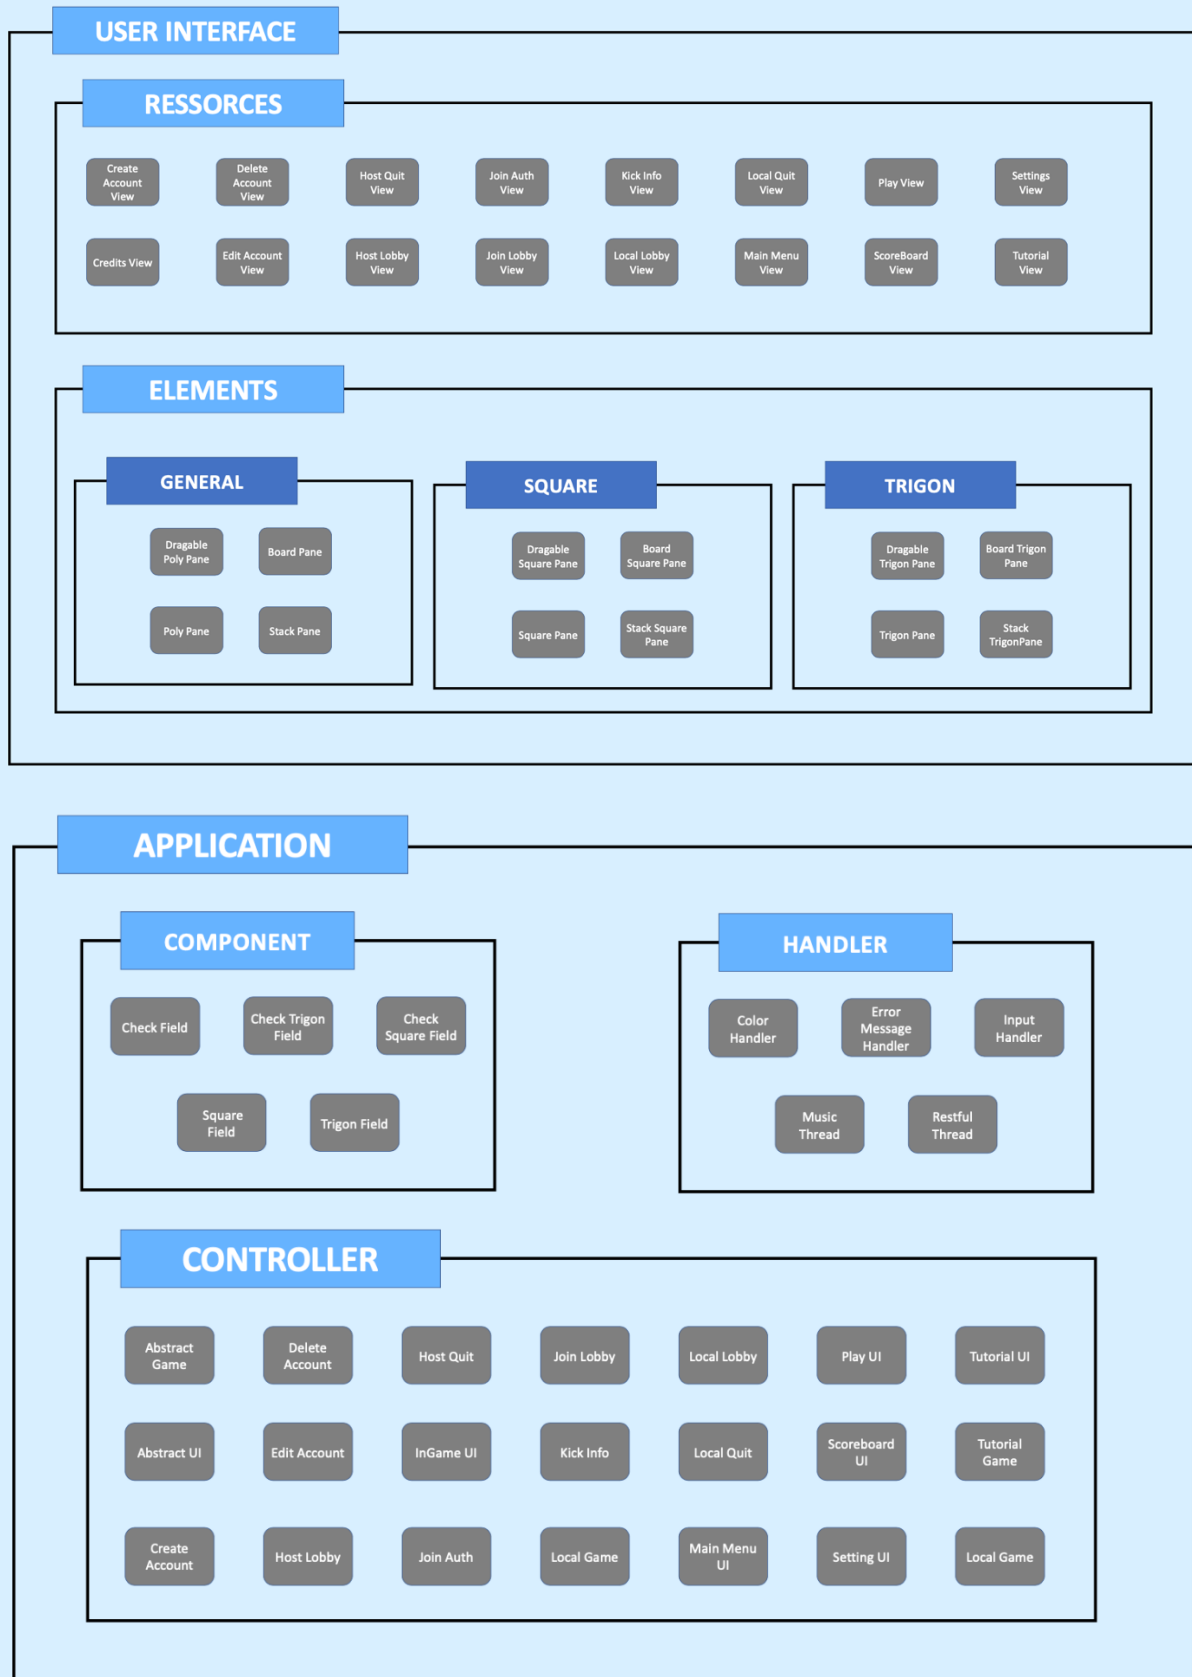 USER INTERFACE
RESSORCES
Create
Account
View
Delete
Account
View
Host Quit
View
Join Auth
View
Kick Info
View
Local Quit
View
Play View
Settings
View
Credits View
Edit Account
View
Host Lobby
View
Join Lobby
View
Local Lobby
View
Main Menu
View
ScoreBoard
View
Tutorial
View
ELEMENTS
GENERAL
Dragable
Poly Pane
Board Pane
Poly Pane
Stack Pane
SQUARE
Dragable
Square Pane
Board
Square Pane
Square Pane
Stack Square
Pane
TRIGON
Dragable
Trigon Pane
Board Trigon
Pane
Trigon Pane
Stack
TrigonPane
APPLICATION
COMPONENT
Check Field
Check Trigon
Field
Check
Square Field
Square
Field
Trigon Field
HANDLER
Color
Handler
Error
Message
Handler
Input
Handler
Music
Thread
Restful
Thread
CONTROLLER
Abstract
Game
Delete
Account
Host Quit
Join Lobby
Local Lobby
Play UI
Tutorial UI
Abstract UI
Edit Account
InGame UI
Kick Info
Local Quit
Scoreboard
UI
Tutorial
Game
Create
Account
Host Lobby
Join Auth
Local Game
Main Menu
UI
Setting UI
Local Game